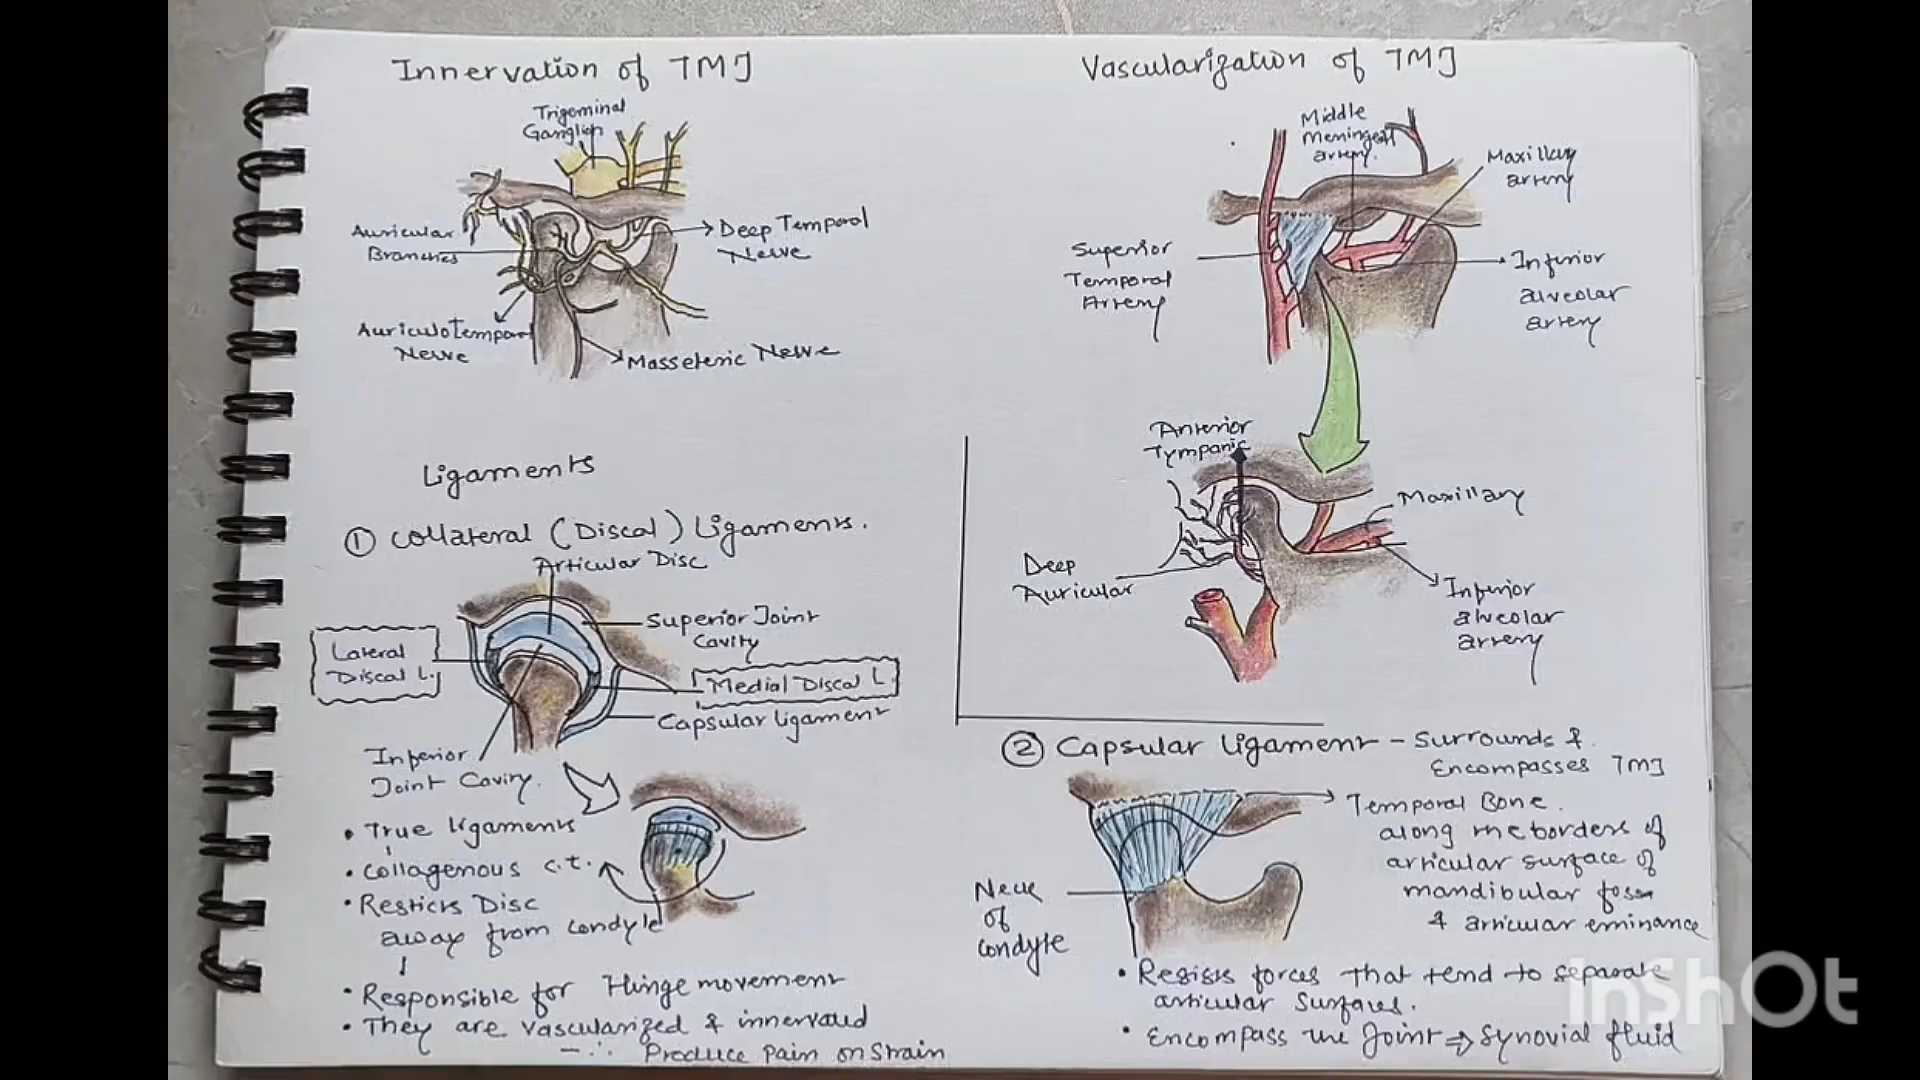 Innervation of TMJ
Trigeminal
Ganglion
Auricular
Branches
Deep Temporal
Nerve
Auriculotemporal
Nerve
Masseteric Nerve
Ligaments
① Collateral (Discal) Ligaments.
Articular Disc
Superior Joint
Cavity
Lateral
Discal L.
Medial Discal L
Capsular ligament
Inferior
Joint Cavity.
• True ligaments
• Collagenous c.t.
• Resticts Disc
away from condyle
• Responsible for Hinge movement
• They are vascularized & innervated
∴ Produce pain on strain
Vascularization of TMJ
Middle
Meningeal
artery.
Maxillary
artery
Superior
Temporal
Artery
Inferior
alveolar
artery
Anterior
Tympanic
Maxillary
Deep
Auricular
Inferior
alveolar
artery
② Capsular ligament - Surrounds &
Encompasses TMJ
Temporal Bone.
along the borders of
articular surface of
mandibular fossa
& articular eminance
Neck
of
condyle
• Resists forces that tend to separate
articular surfaces.
• Encompass the Joint ⇒ synovial fluid
InShOt